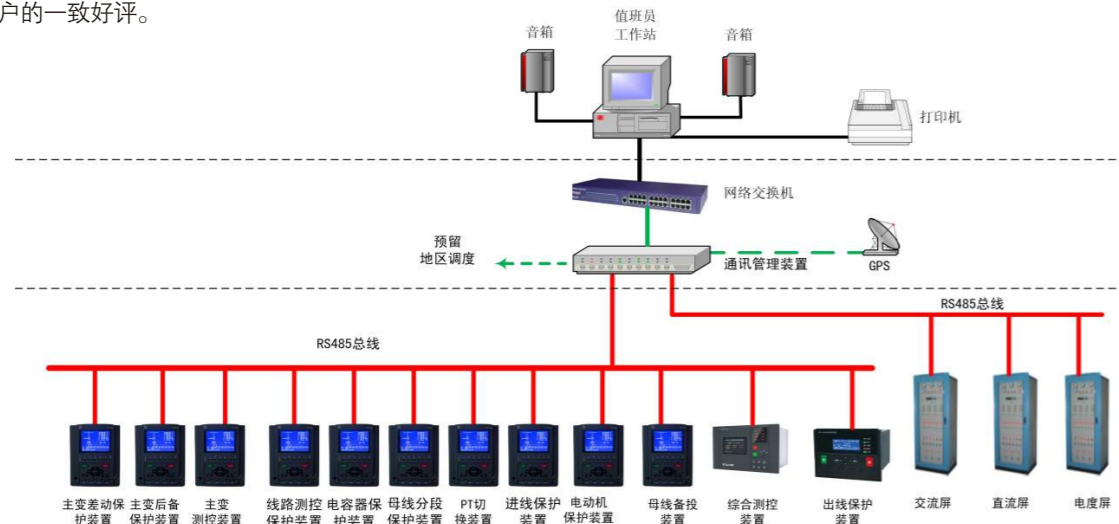 户的一致好评。
音箱
值班员
工作站
音箱
打印机
网络交换机
预留
地区调度
通讯管理装置
GPS
RS485总线
RS485总线
主变差动保
护装置
主变后备
保护装置
主变
测控装置
线路测控
保护装置
电容器保
护装置
母线分段
保护装置
PT切
换装置
进线保护
装置
电动机
保护装置
母线备投
装置
综合测控
装置
出线保护
装置
交流屏
直流屏
电度屏